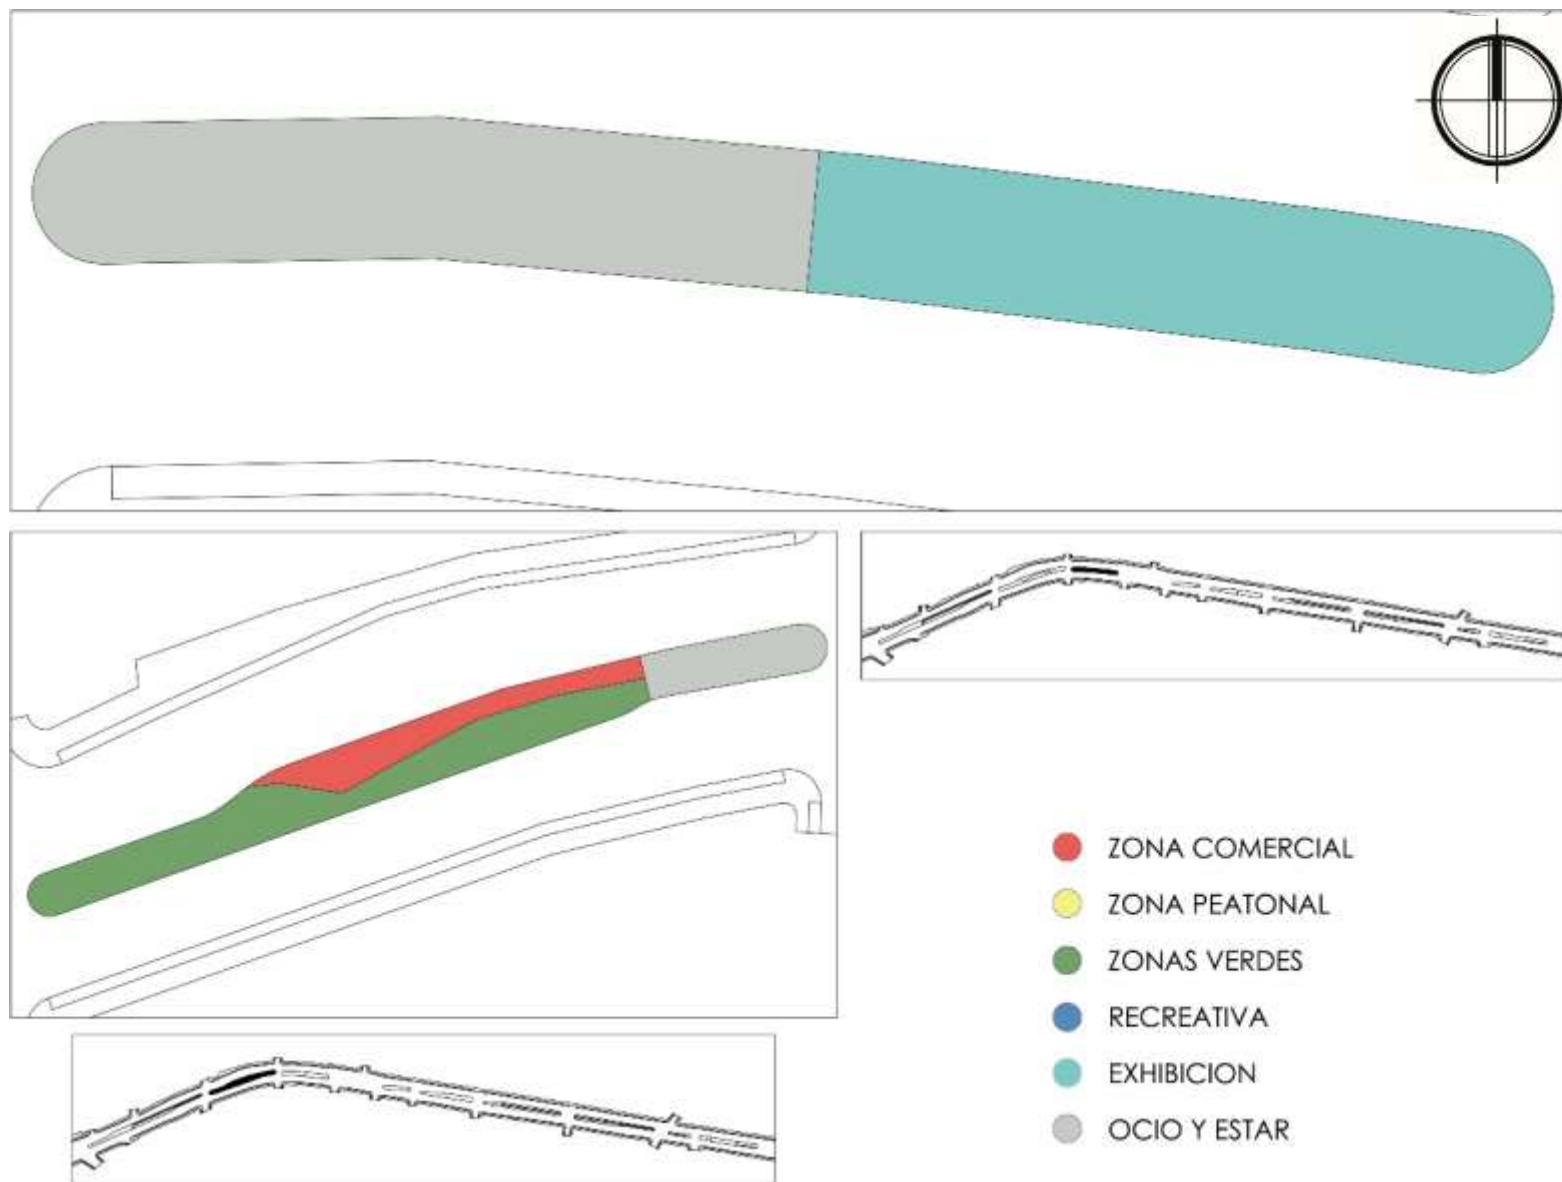 ZONA COMERCIAL
ZONA PEATONAL
ZONAS VERDES
RECREATIVA
EXHIBICION
OCIO Y ESTAR